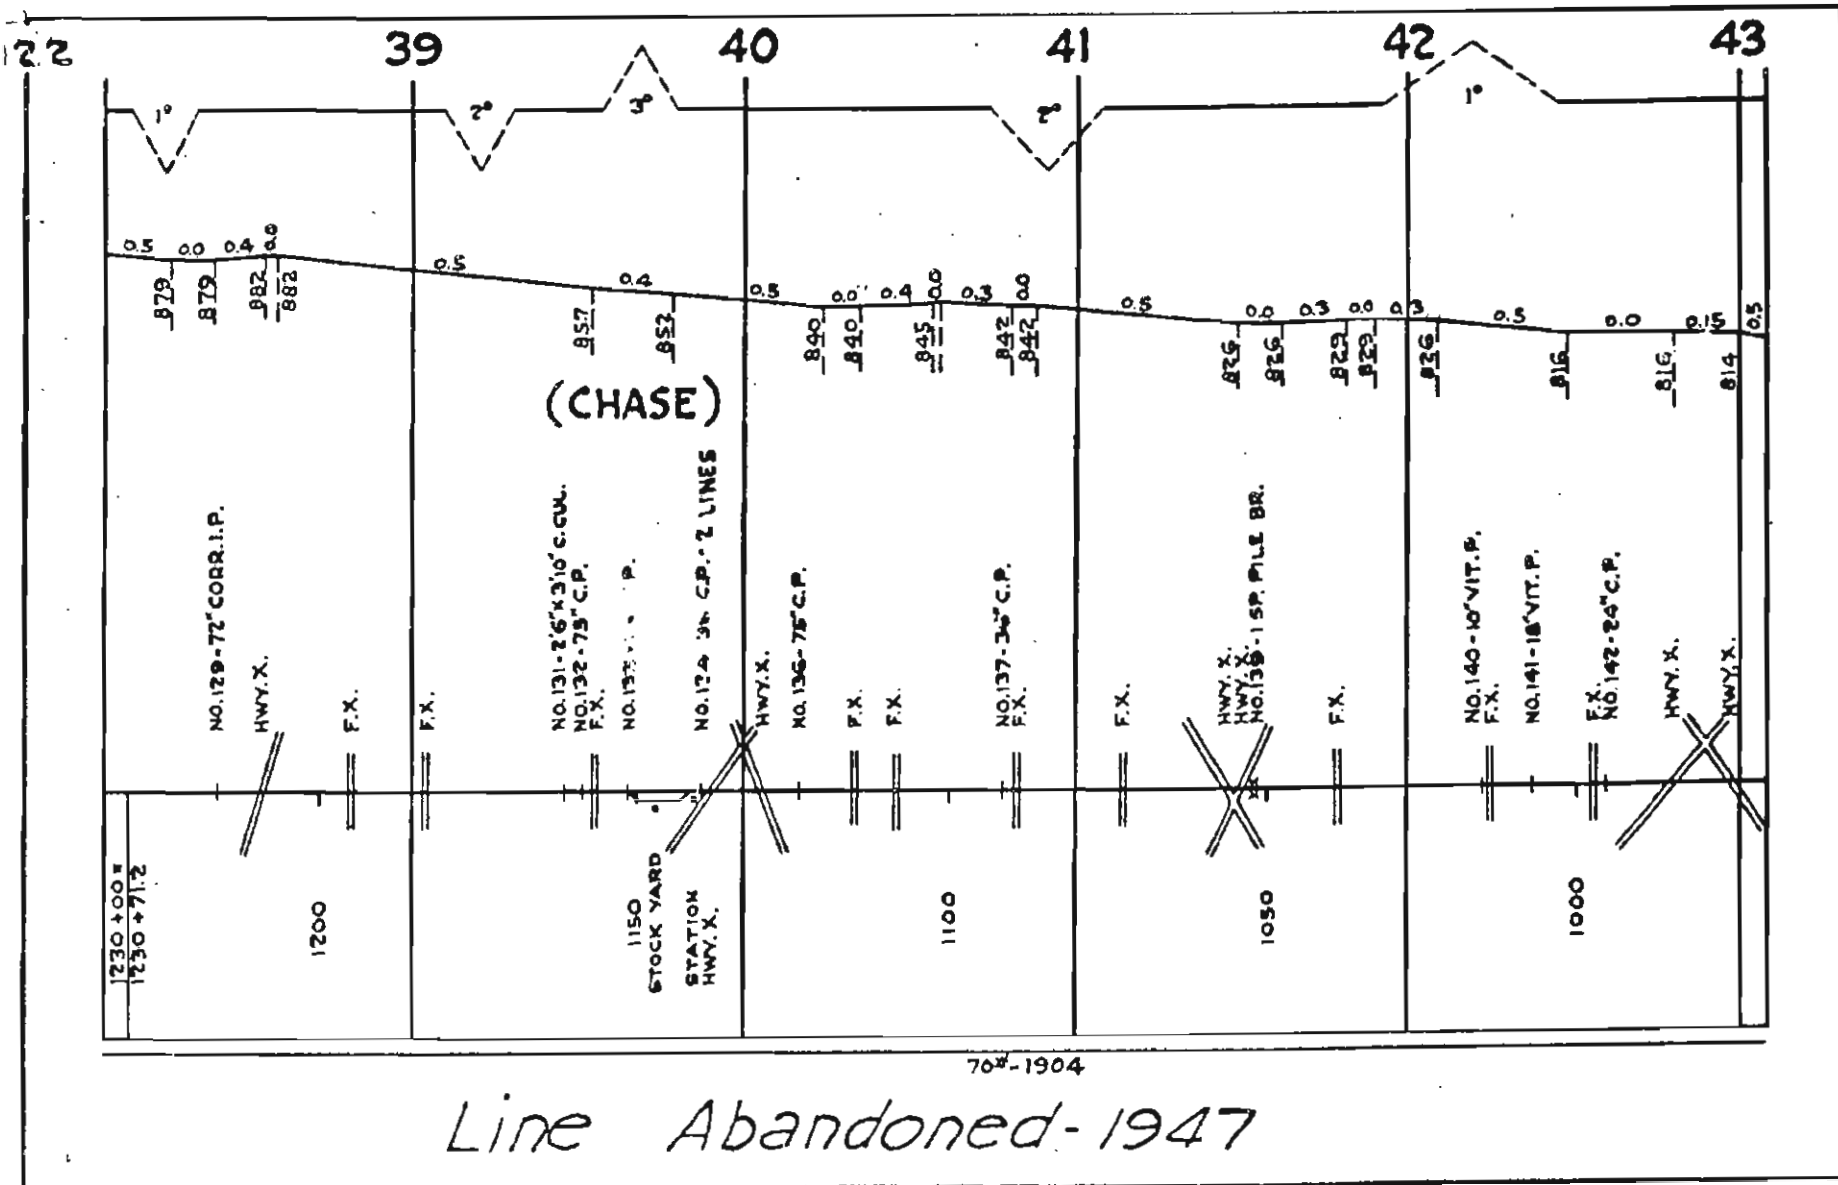 39 40 41 42 43
1° 2° 3° 2° 1°
0.5 0.0 0.4 0.0 0.5 0.4 0.5 0.0 0.4 0.0 0.3 0.0 0.5 0.0 0.3 0.0 0.3 0.5 0.0 0.15 0.5
879 879 882 882 857 852 840 840 845 842 842 826 826 829 829 826 816 816 814
(CHASE)
NO.129-72"CORR.I.P.
HWY.X.
F.X.
F.X.
NO.131-2'6"X3'10"C.CUL.
NO.132-75"C.P.
F.X.
P.
C.P.-2 LINES
HWY.X.
NO.136-75"C.P.
F.X.
F.X.
NO.137-36"C.P.
F.X.
F.X.
HWY.X.
HWY.X.
NO.139-1 SP. PILE BR.
F.X.
NO.140-10"VIT.P.
F.X.
NO.141-18"VIT.P.
F.X.
NO.142-24"C.P.
HWY.X.
HWY.X.
1230+00=
1230+71.2
1200
1150
STOCK YARD
STATION
HWY.X.
1100
1050
1000
70#-1904
Line Abandoned-1947